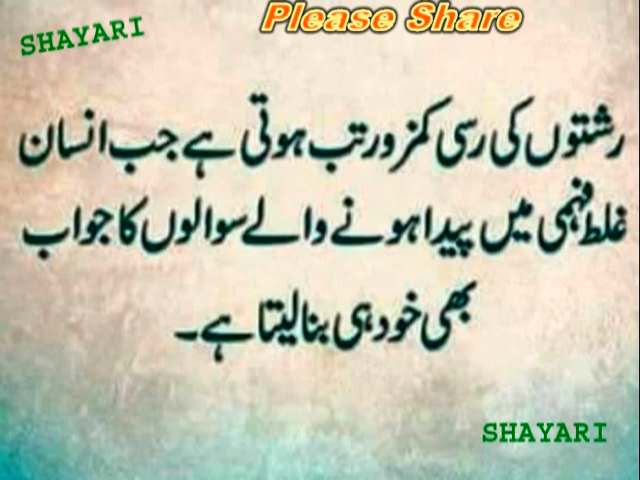 Please Share
SHAYARI
رشتوں کی رسی کمزور تب ہوتی ہے جب انسان
غلط فہمی میں پیدا ہونے والے سوالوں کا جواب
بھی خود ہی بنا لیتا ہے۔
SHAYARI